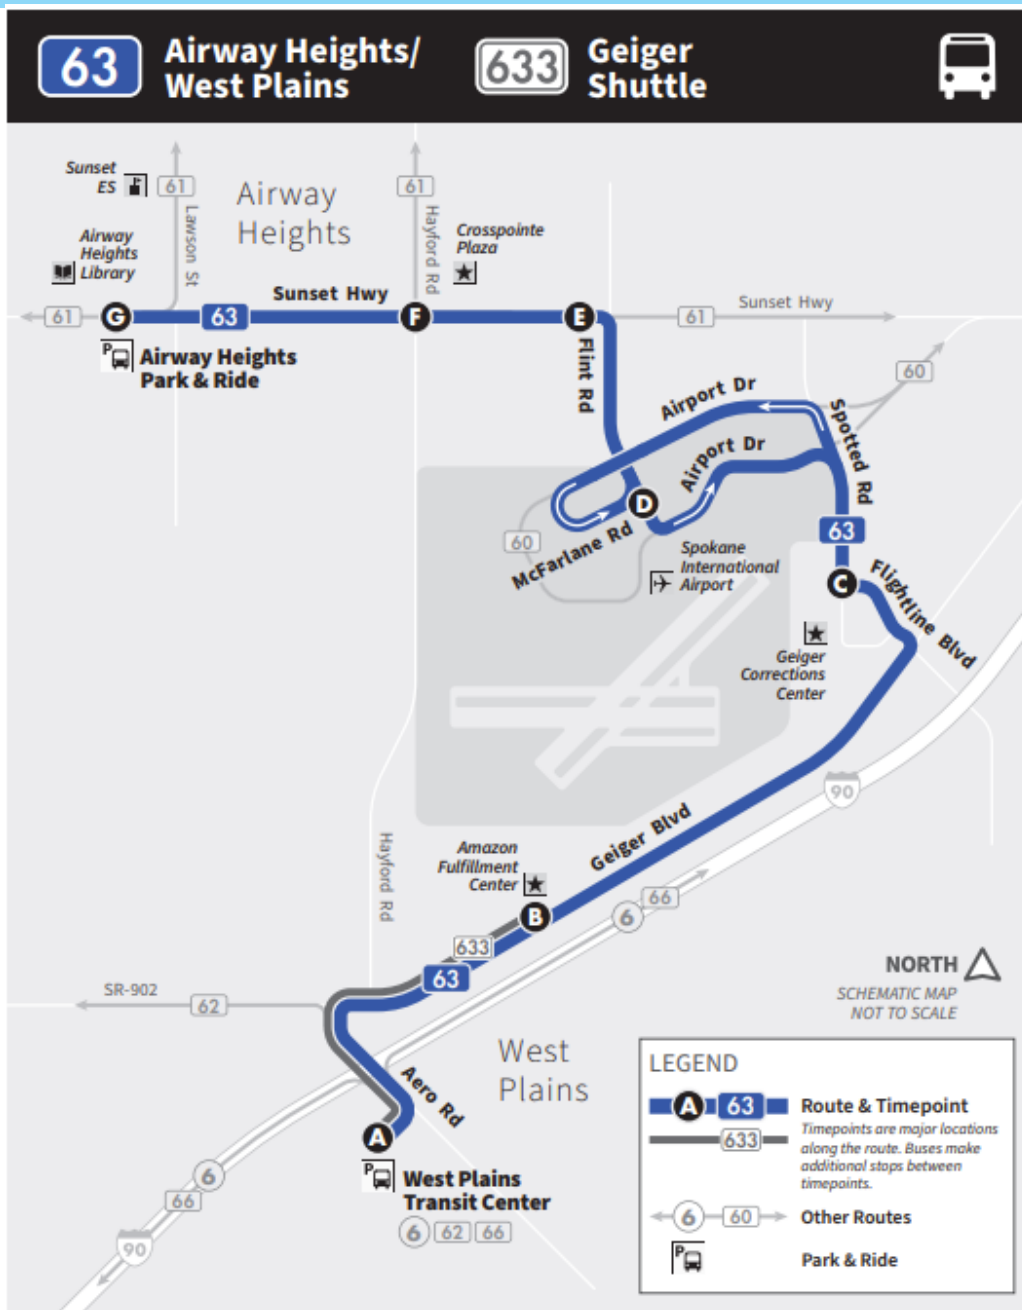 63
Airway Heights/
West Plains
633
Geiger
Shuttle
Sunset
ES
61
Airway
Heights
61
Lawson St
Hayford Rd
Crosspointe
Plaza
Airway
Heights
Library
Sunset Hwy
Sunset Hwy
61
G
63
F
E
61
P
Airway Heights
Park & Ride
Flint Rd
60
Airport Dr
Spotted Rd
Airport Dr
D
63
60
McFarlane Rd
Spokane
International
Airport
C
Flightline Blvd
Geiger
Corrections
Center
90
Geiger Blvd
Hayford Rd
Amazon
Fulfillment
Center
B
6
66
633
63
NORTH
SCHEMATIC MAP
NOT TO SCALE
SR-902
62
West
Plains
Aero Rd
A
P
West Plains
Transit Center
6
62
66
6
66
90
LEGEND
A
63
Route & Timepoint
Timepoints are major locations
along the route. Buses make
additional stops between
timepoints.
633
6
60
Other Routes
P
Park & Ride